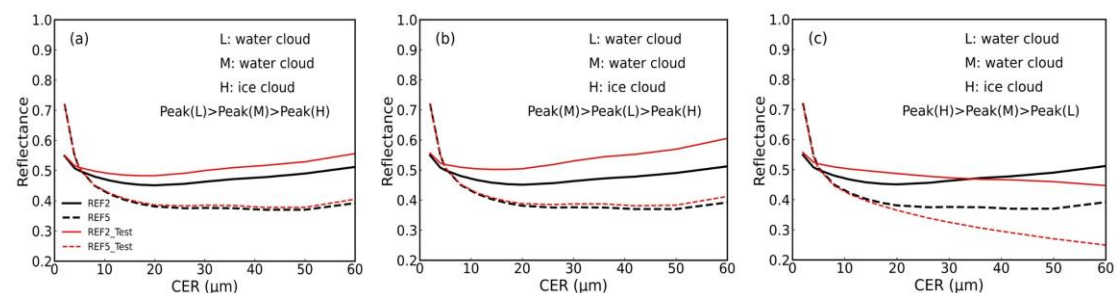 (a)
L: water cloud
M: water cloud
H: ice cloud
Peak(L)>Peak(M)>Peak(H)
REF2
REF5
REF2_Test
REF5_Test
Reflectance
1.0
0.9
0.8
0.7
0.6
0.5
0.4
0.3
0.2
0 10 20 30 40 50 60
CER (μm)
(b)
L: water cloud
M: water cloud
H: ice cloud
Peak(M)>Peak(L)>Peak(H)
Reflectance
1.0
0.9
0.8
0.7
0.6
0.5
0.4
0.3
0.2
0 10 20 30 40 50 60
CER (μm)
(c)
L: water cloud
M: water cloud
H: ice cloud
Peak(H)>Peak(M)>Peak(L)
Reflectance
1.0
0.9
0.8
0.7
0.6
0.5
0.4
0.3
0.2
0 10 20 30 40 50 60
CER (μm)